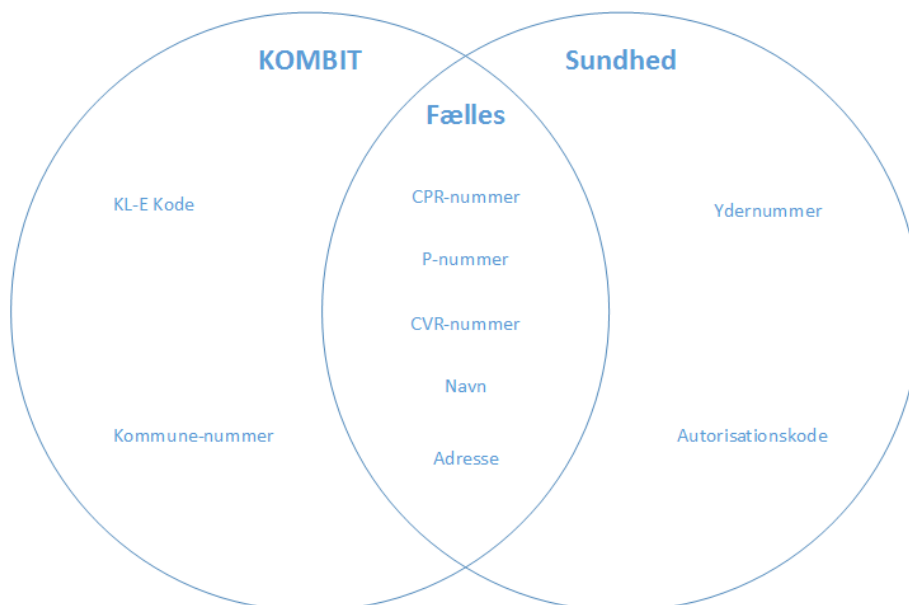 KOMBIT
Sundhed
Fælles
KL-E Kode
CPR-nummer
Ydernummer
P-nummer
CVR-nummer
Navn
Kommune-nummer
Autorisationskode
Adresse